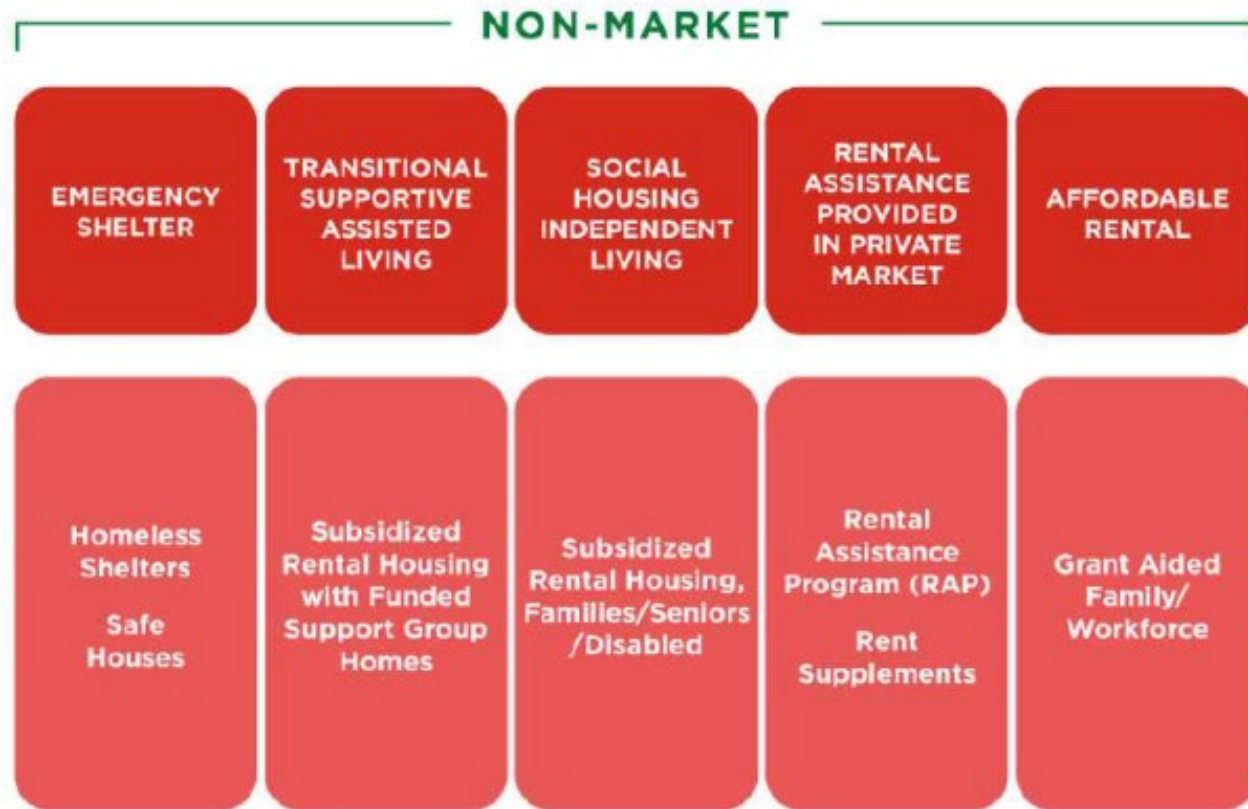 NON-MARKET
EMERGENCY
SHELTER
TRANSITIONAL
SUPPORTIVE
ASSISTED
LIVING
SOCIAL
HOUSING
INDEPENDENT
LIVING
RENTAL
ASSISTANCE
PROVIDED
IN PRIVATE
MARKET
AFFORDABLE
RENTAL
Homeless
Shelters
Safe
Houses
Subsidized
Rental Housing
with Funded
Support Group
Homes
Subsidized
Rental Housing,
Families/Seniors
/Disabled
Rental
Assistance
Program (RAP)
Rent
Supplements
Grant Aided
Family/
Workforce